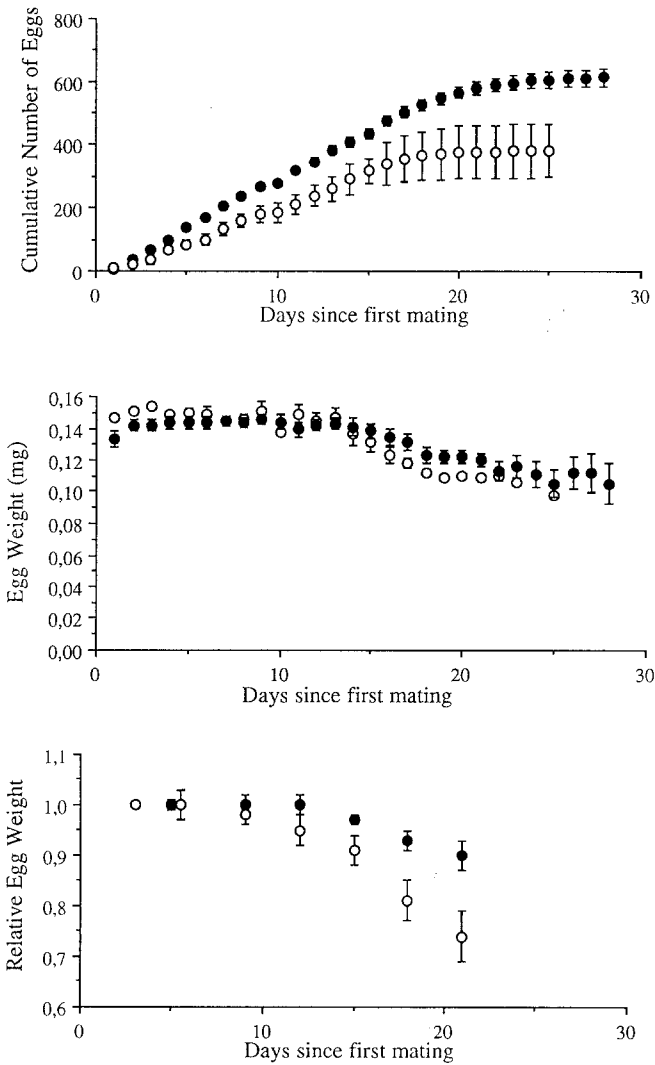 Cumulative Number of Eggs
800
600
400
200
0
0 10 20 30
Days since first mating
Egg Weight (mg)
0,16
0,14
0,12
0,10
0,08
0,06
0,04
0,02
0,00
0 10 20 30
Days since first mating
Relative Egg Weight
1,1
1,0
0,9
0,8
0,7
0,6
0 10 20 30
Days since first mating